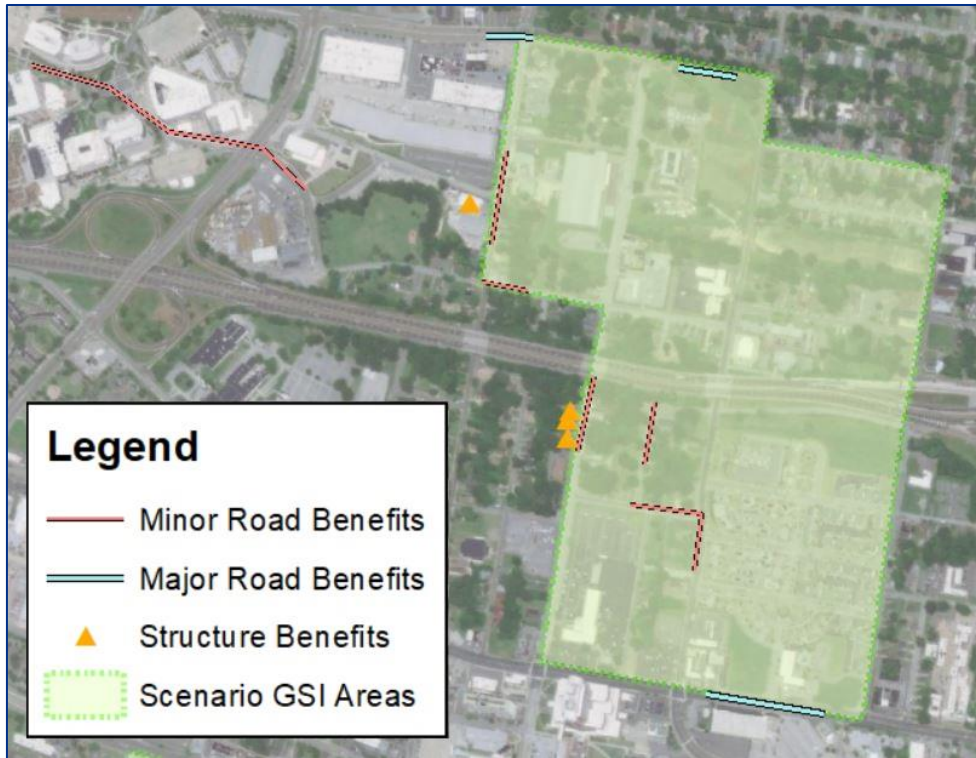 Legend
Minor Road Benefits
Major Road Benefits
Structure Benefits
Scenario GSI Areas